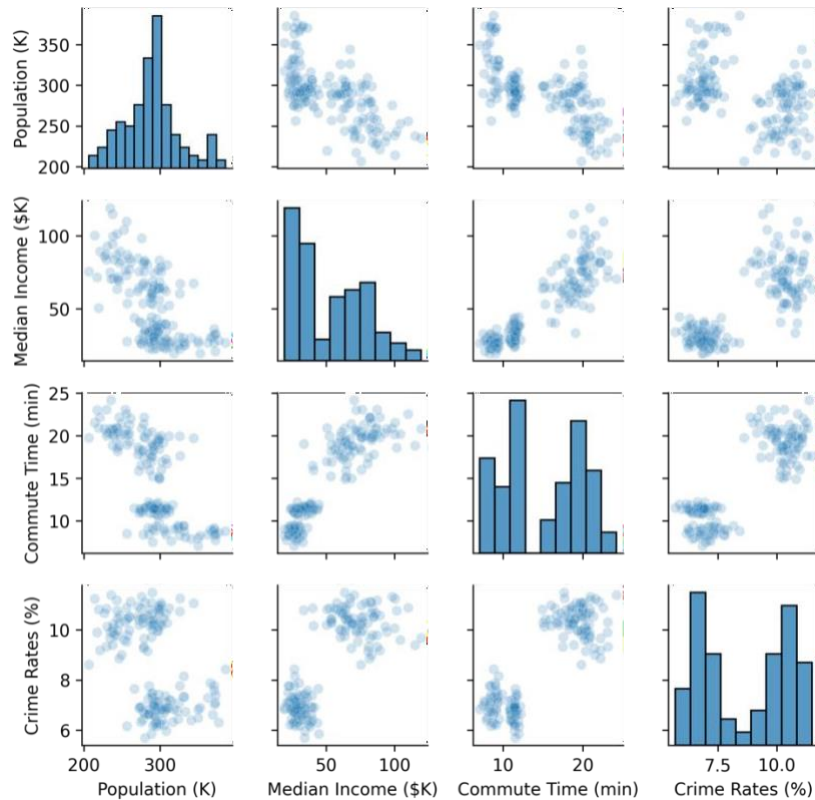 Population (K)
350
300
250
200
Median Income ($K)
100
50
Commute Time (min)
25
20
15
10
Crime Rates (%)
10
8
6
200 300
50 100
10 20
7.5 10.0
Population (K)
Median Income ($K)
Commute Time (min)
Crime Rates (%)